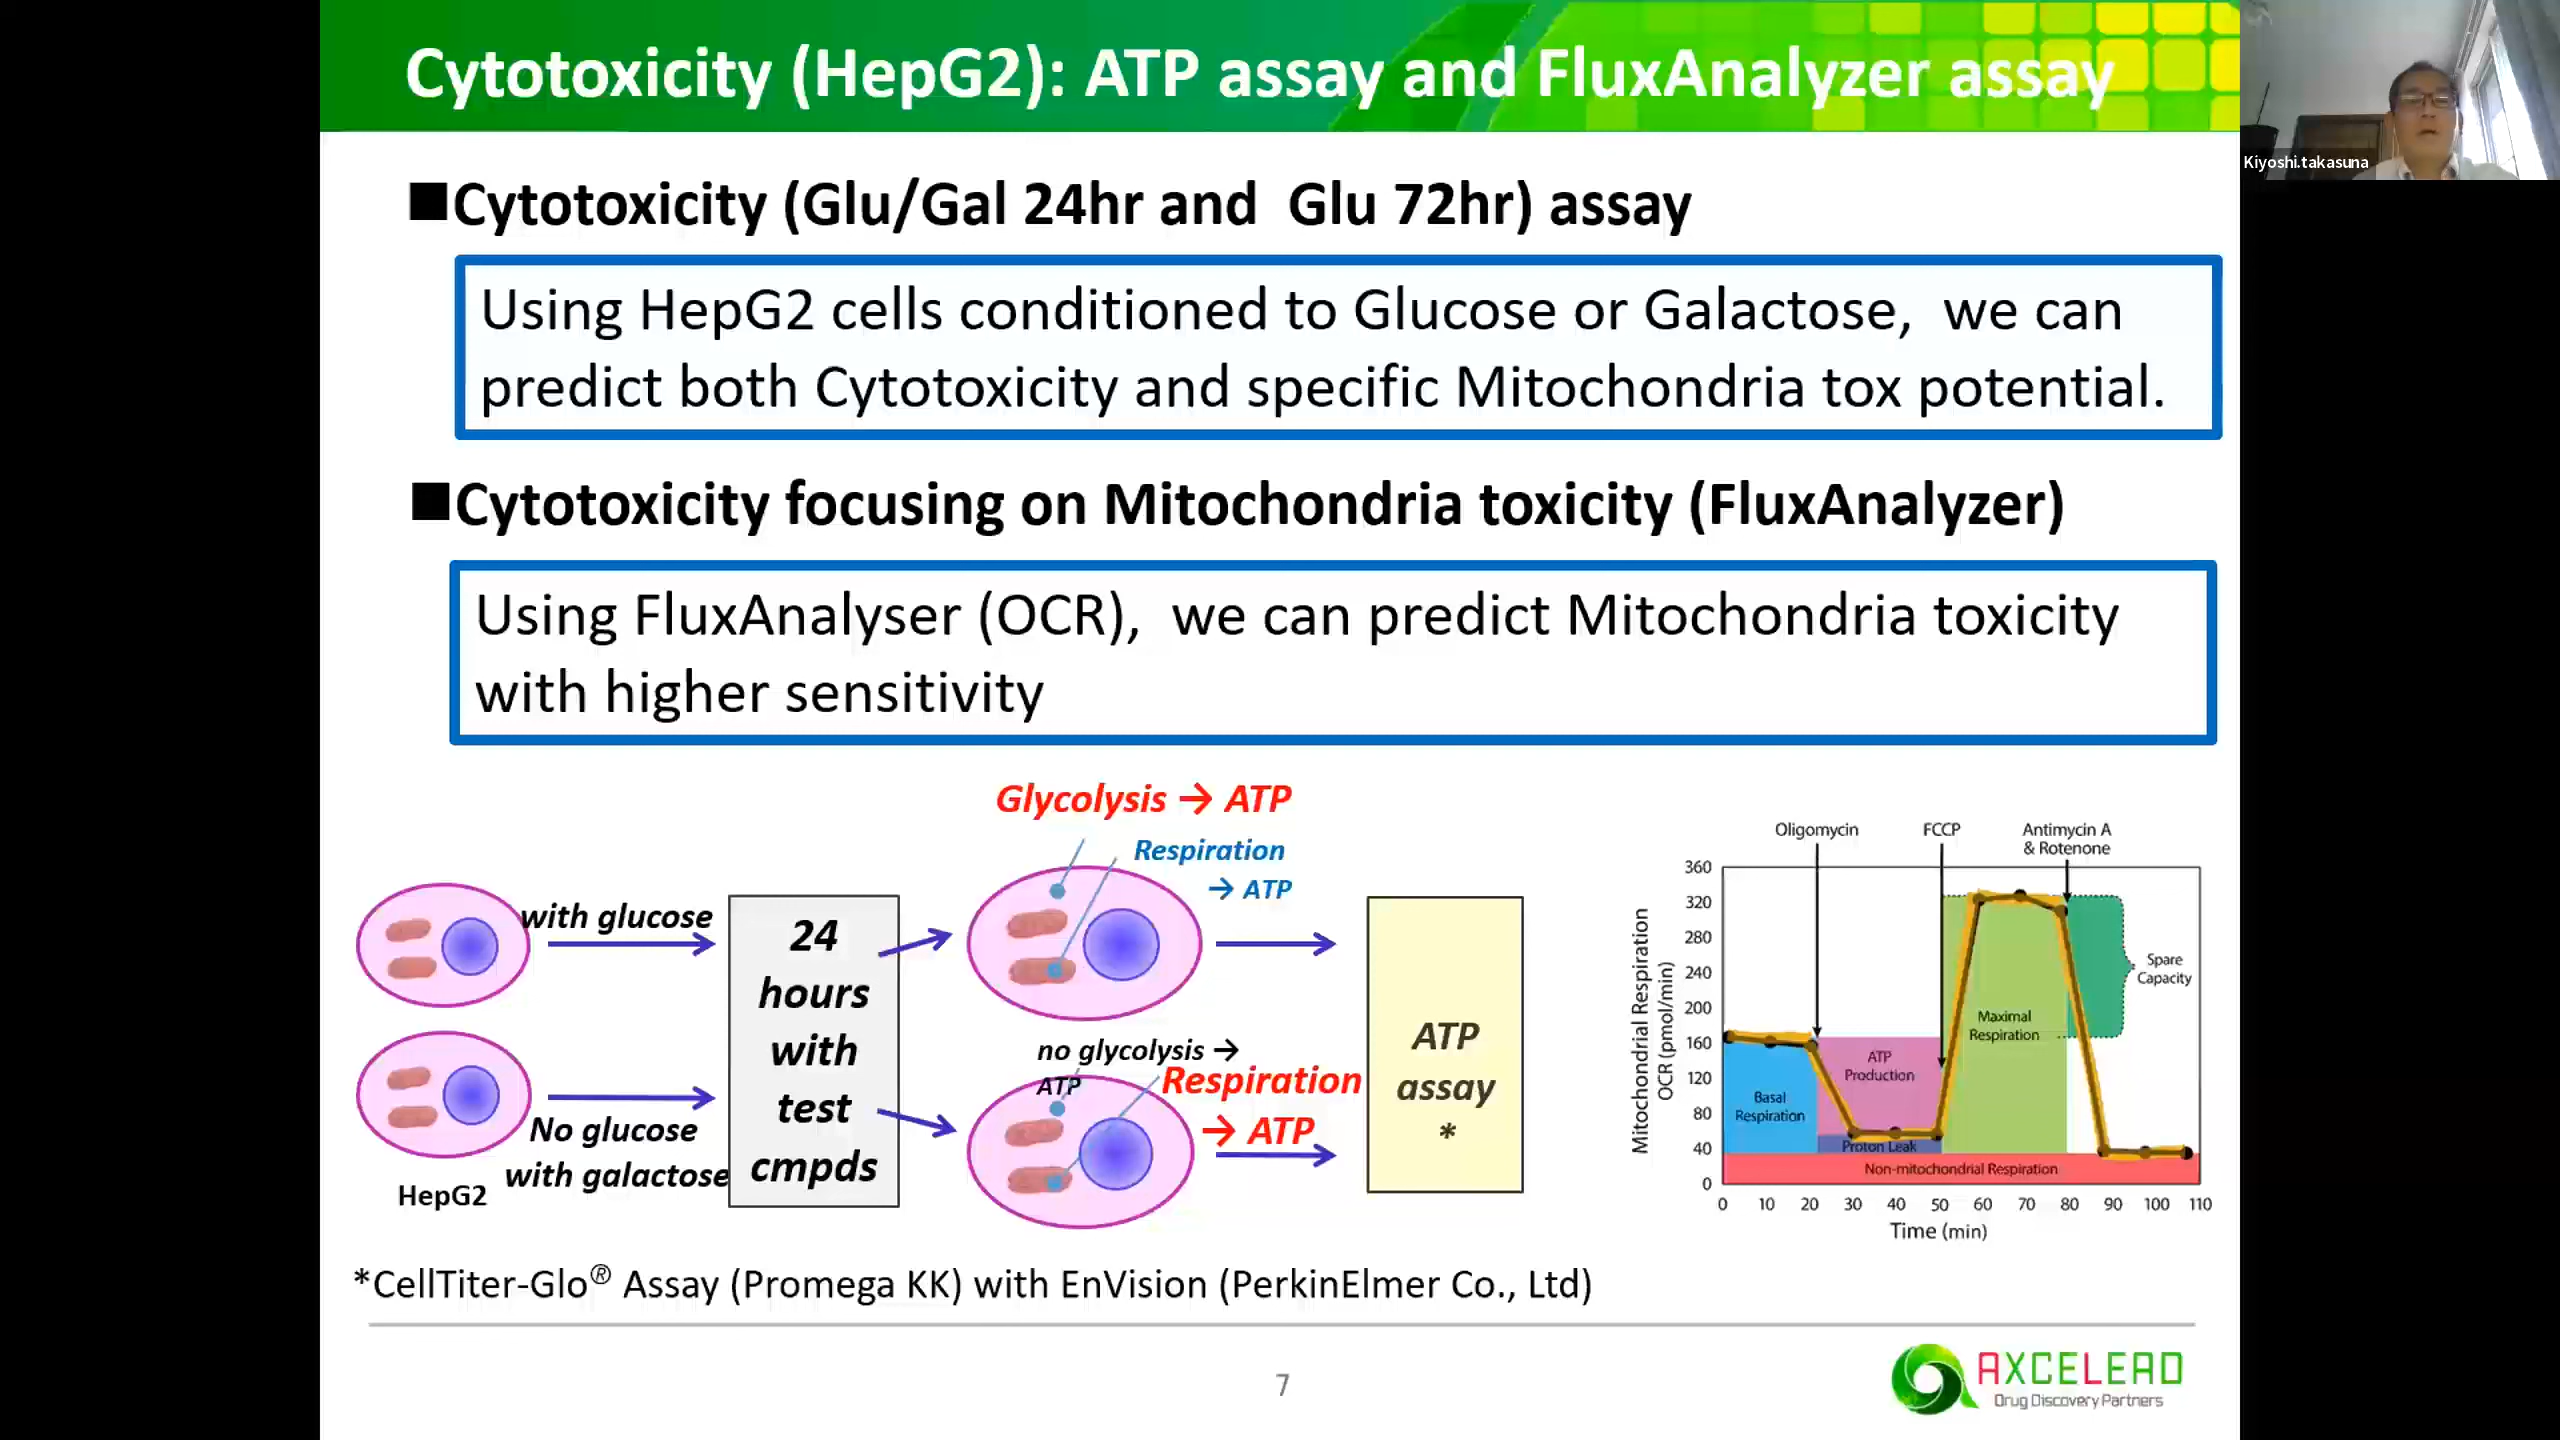 Cytotoxicity (HepG2): ATP assay and FluxAnalyzer assay
Kiyoshi.takasuna
■Cytotoxicity (Glu/Gal 24hr and Glu 72hr) assay
Using HepG2 cells conditioned to Glucose or Galactose, we can
predict both Cytotoxicity and specific Mitochondria tox potential.
■Cytotoxicity focusing on Mitochondria toxicity (FluxAnalyzer)
Using FluxAnalyser (OCR), we can predict Mitochondria toxicity
with higher sensitivity
with glucose
No glucose
with galactose
HepG2
24
hours
with
test
cmpds
Glycolysis → ATP
Respiration
→ ATP
no glycolysis →
ATP
Respiration
→ ATP
ATP
assay
*
Oligomycin
FCCP
Antimycin A
& Rotenone
Mitochondrial Respiration
OCR (pmol/min)
360
320
280
240
200
160
120
80
40
0
Basal
Respiration
ATP
Production
Proton Leak
Maximal
Respiration
Spare
Capacity
Non-mitochondrial Respiration
0 10 20 30 40 50 60 70 80 90 100 110
Time (min)
*CellTiter-Glo® Assay (Promega KK) with EnVision (PerkinElmer Co., Ltd)
7
AXCELEAD
Drug Discovery Partners